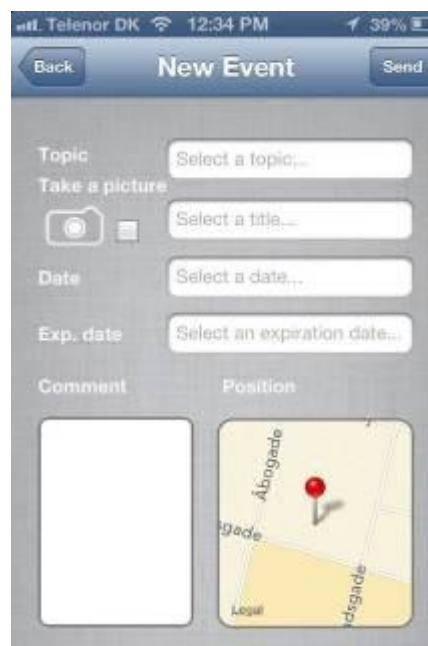 Telenor DK 12:34 PM 39%
Back New Event Send
Topic Select a topic...
Take a picture
Select a title...
Date Select a date...
Exp. date Select an expiration date...
Comment Position
Åbogade
sgade
dsgade
Legal